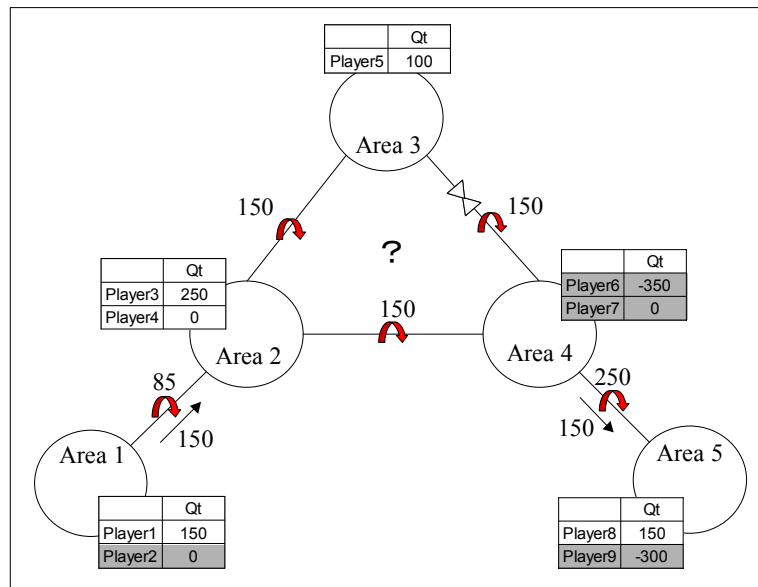 Qt
Player5 100
Area 3
150
150
?
Qt
Player3 250
Player4 0
Qt
Player6 -350
Player7 0
150
Area 2
Area 4
85
150
250
150
Area 1
Area 5
Qt
Player1 150
Player2 0
Qt
Player8 150
Player9 -300